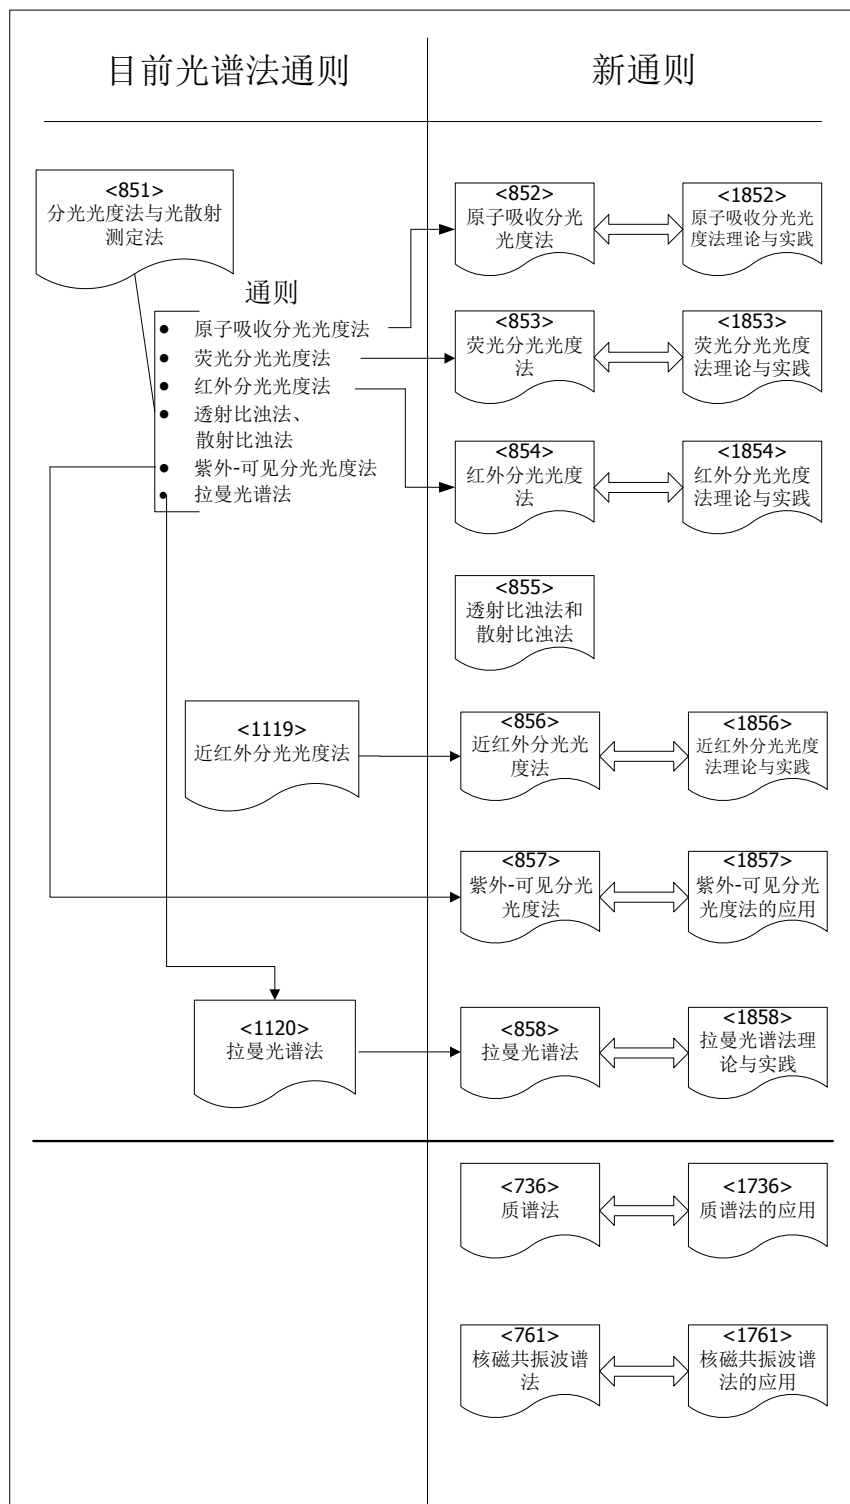 目前光谱法通则
新通则
<851>
分光光度法与光散射
测定法
通则
● 原子吸收分光光度法
● 荧光分光光度法
● 红外分光光度法
● 透射比浊法、
散射比浊法
● 紫外-可见分光光度法
● 拉曼光谱法
<852>
原子吸收分光
光度法
<1852>
原子吸收分光光
度法理论与实践
<853>
荧光分光光度
法
<1853>
荧光分光光度
法理论与实践
<854>
红外分光光度
法
<1854>
红外分光光度
法理论与实践
<855>
透射比浊法和
散射比浊法
<1119>
近红外分光光度法
<856>
近红外分光光
度法
<1856>
近红外分光光度
法理论与实践
<857>
紫外-可见分光
光度法
<1857>
紫外-可见分光
光度法的应用
<1120>
拉曼光谱法
<858>
拉曼光谱法
<1858>
拉曼光谱法理
论与实践
<736>
质谱法
<1736>
质谱法的应用
<761>
核磁共振波谱
法
<1761>
核磁共振波谱
法的应用